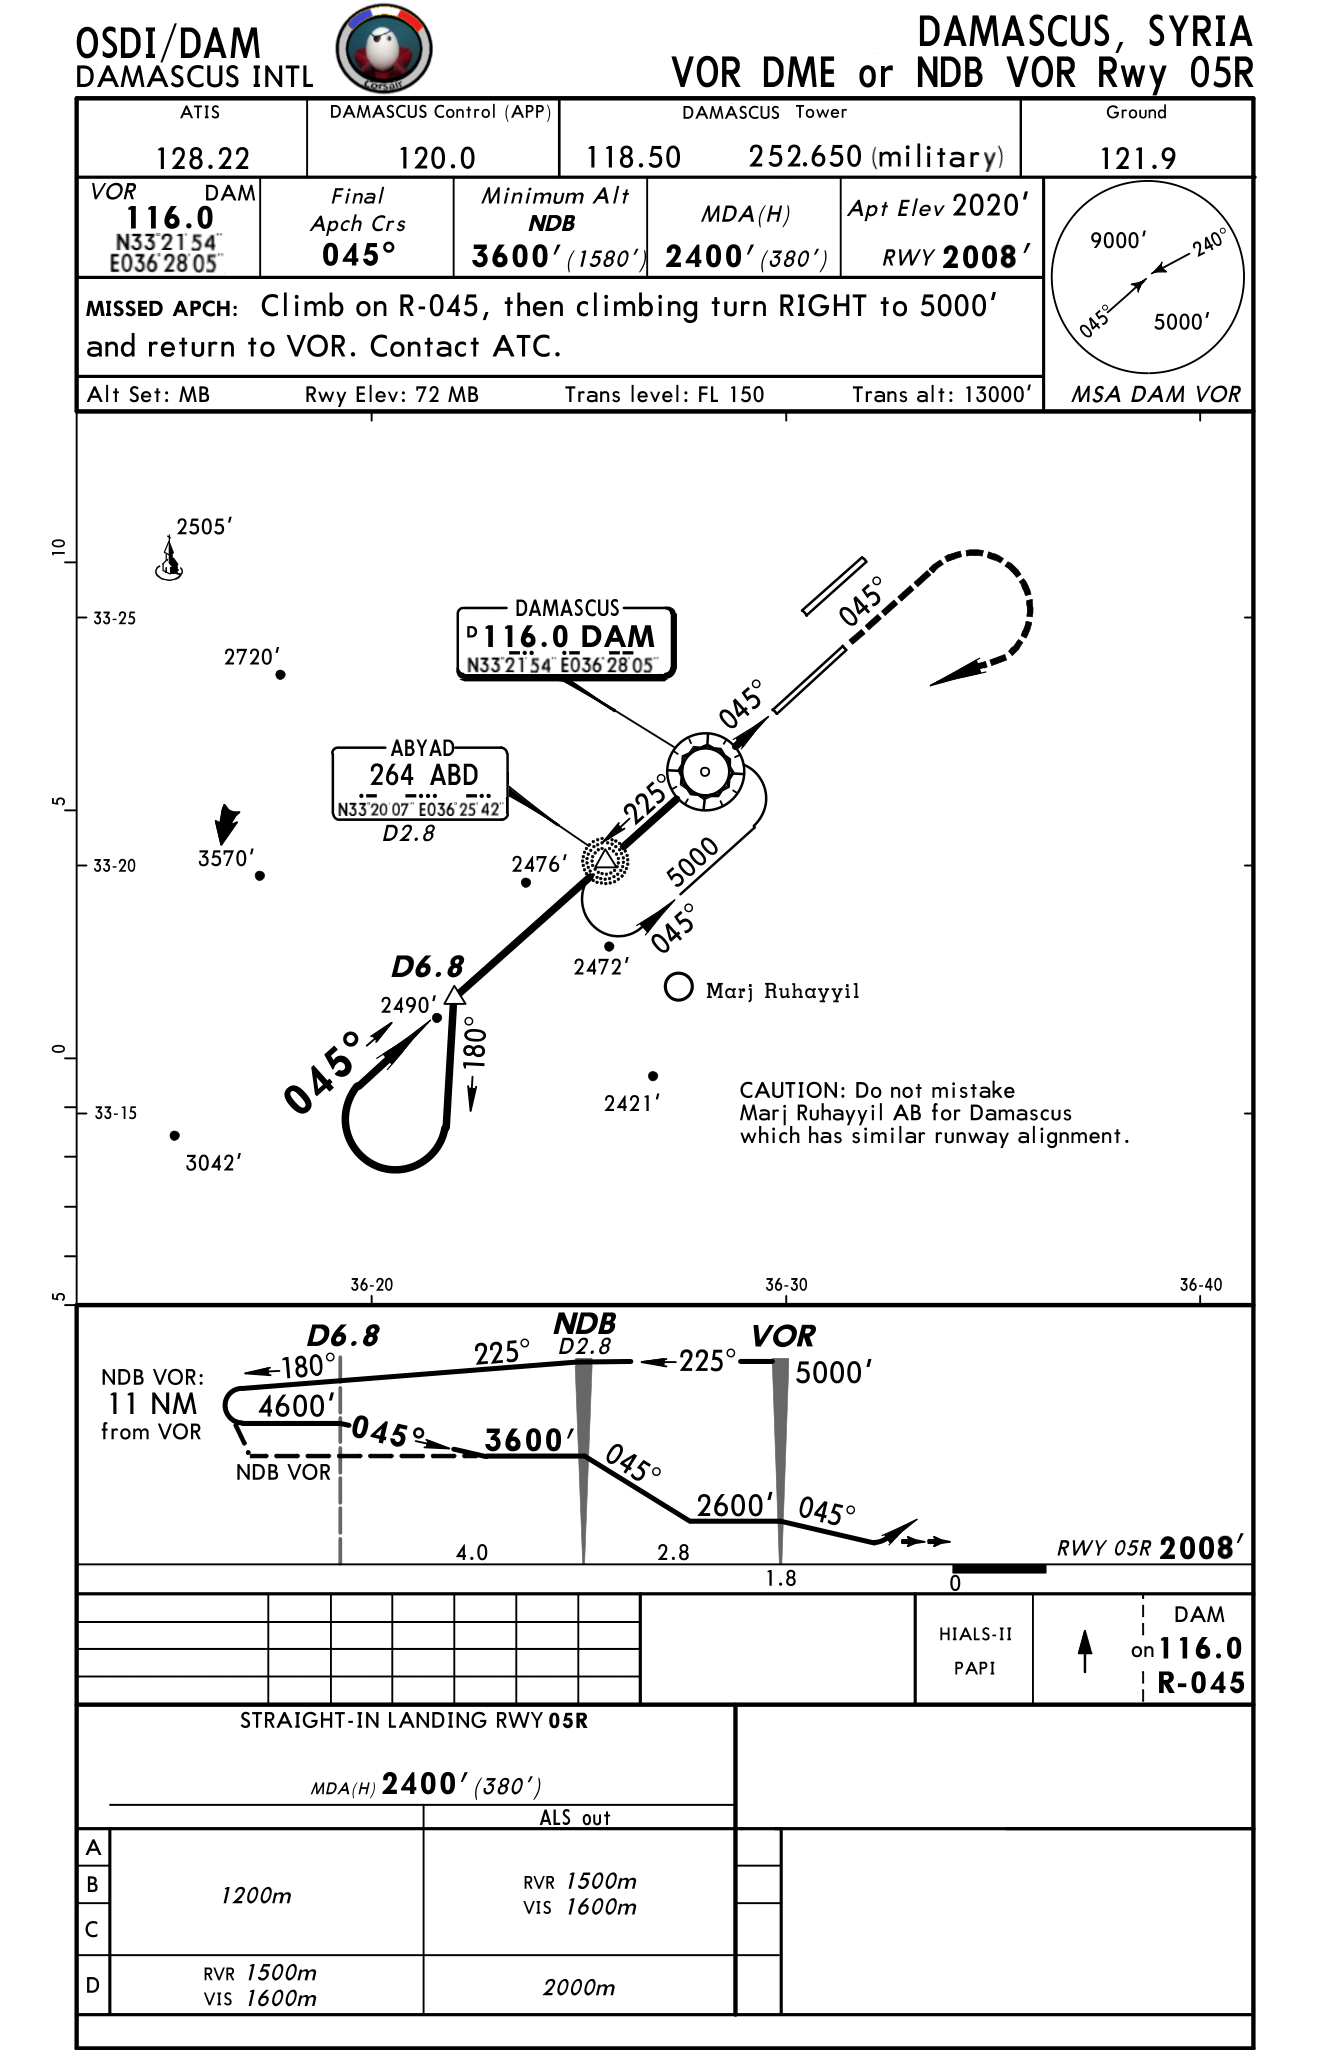 OSDI/DAM
DAMASCUS INTL
Corsair
DAMASCUS, SYRIA
VOR DME or NDB VOR Rwy 05R
ATIS
128.22
DAMASCUS Control (APP)
120.0
DAMASCUS Tower
118.50 252.650 (military)
Ground
121.9
VOR DAM
116.0
N33°21'54"
E036°28'05"
Final
Apch Crs
045°
Minimum Alt
NDB
3600' (1580')
MDA(H)
2400' (380')
Apt Elev 2020'
RWY 2008'
MISSED APCH: Climb on R-045, then climbing turn RIGHT to 5000'
and return to VOR. Contact ATC.
Alt Set: MB Rwy Elev: 72 MB Trans level: FL 150 Trans alt: 13000'
9000'
240°
045°
5000'
MSA DAM VOR
2505'
10
33-25
2720'
045°
DAMASCUS
D 116.0 DAM
N33°21'54" E036°28'05"
045°
ABYAD
264 ABD
N33°20'07" E036°25'42"
D2.8
225°
5
3570'
33-20
2476'
5000
045°
2472'
D6.8
2490'
Marj Ruhayyil
045°
180°
0
2421'
33-15
3042'
CAUTION: Do not mistake
Marj Ruhayyil AB for Damascus
which has similar runway alignment.
5
36-20
36-30
36-40
D6.8
NDB
D2.8
VOR
NDB VOR:
11 NM
from VOR
180°
225°
225°
5000'
4600'
045°
3600'
045°
NDB VOR
2600'
045°
4.0
2.8
1.8
0
RWY 05R 2008'
HIALS-II
PAPI
DAM
on 116.0
R-045
STRAIGHT-IN LANDING RWY 05R
MDA(H) 2400' (380')
ALS out
A
B
C
D
1200m
RVR 1500m
VIS 1600m
RVR 1500m
VIS 1600m
2000m